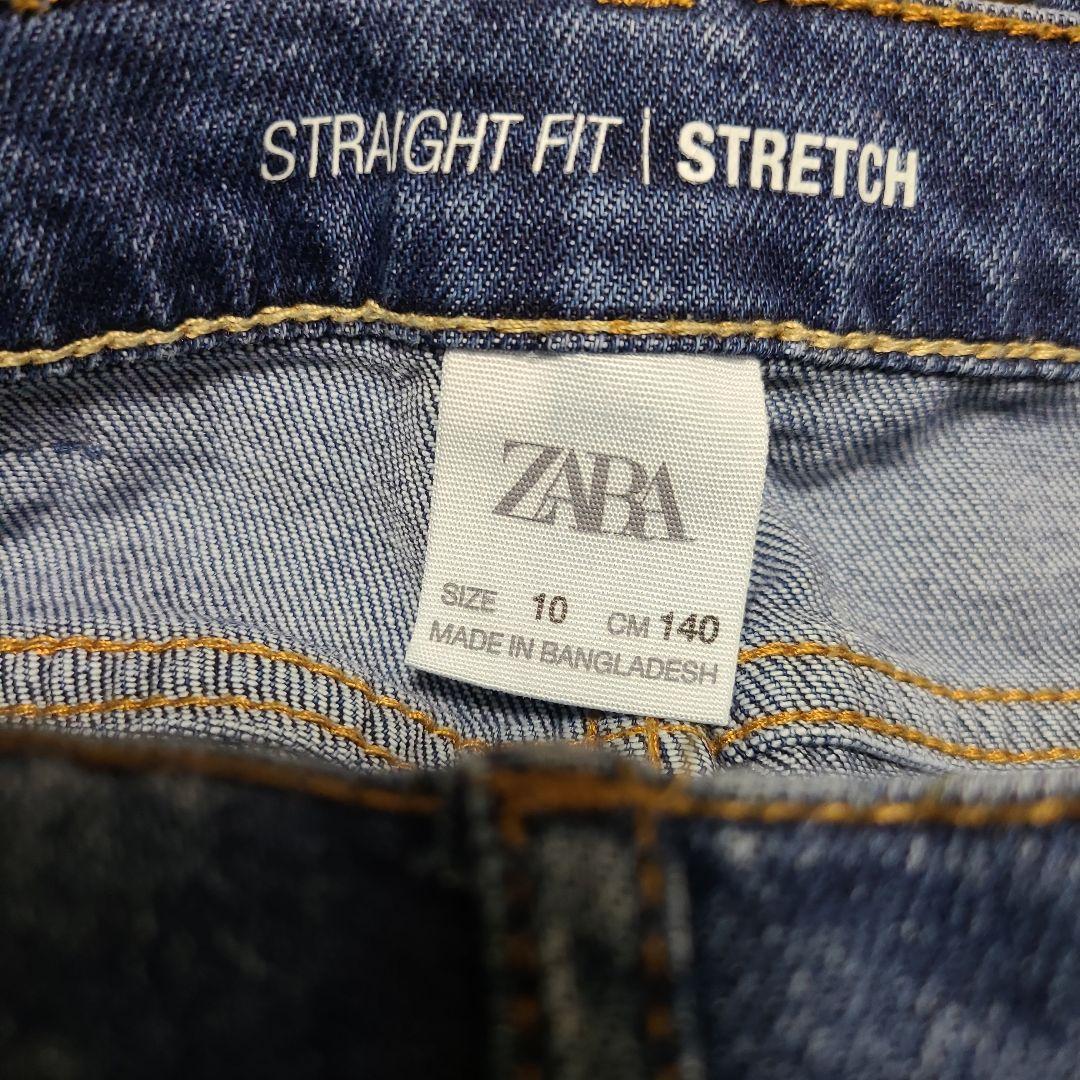 STRAIGHT FIT | STRETCH
ZARA
SIZE 10 CM 140
MADE IN BANGLADESH